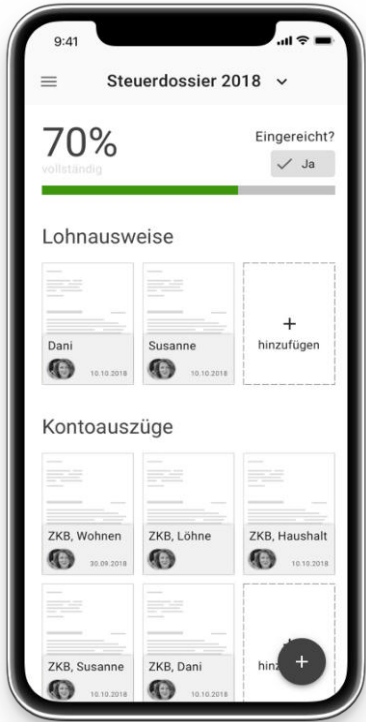 9:41
Steuerdossier 2018
70%
vollständig
Eingereicht?
Ja
Lohnausweise
Dani
10.10.2018
Susanne
10.10.2018
+
hinzufügen
Kontoauszüge
ZKB, Wohnen
30.09.2018
ZKB, Löhne
ZKB, Haushalt
10.10.2018
ZKB, Susanne
10.10.2018
ZKB, Dani
10.10.2018
+